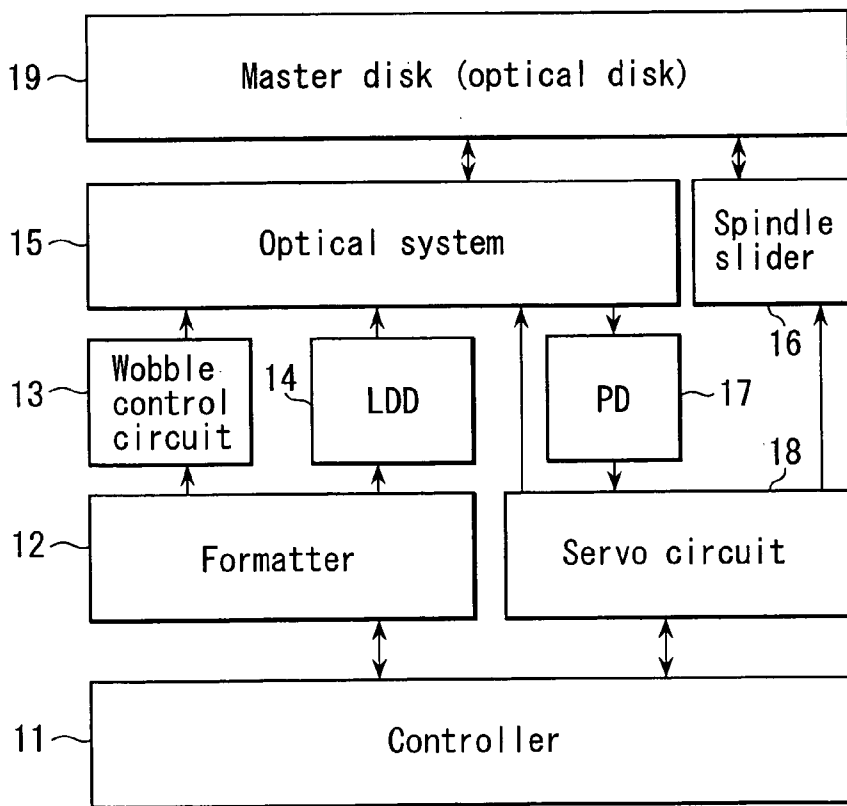 19
Master disk (optical disk)
15
Optical system
Spindle
slider
16
13
Wobble
control
circuit
14
LDD
PD
17
18
12
Formatter
Servo circuit
11
Controller